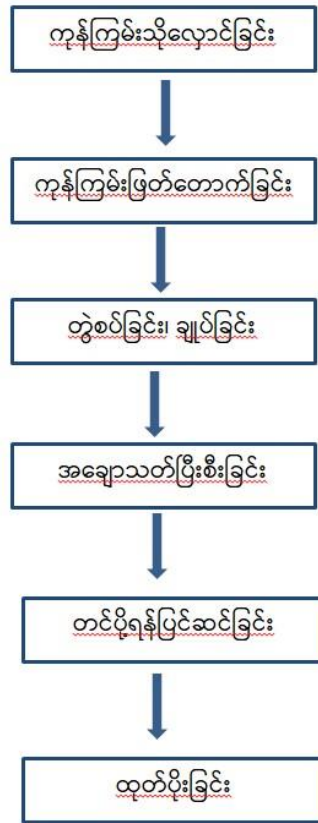 ကုန်ကြမ်းသိုလှောင်ခြင်း
ကုန်ကြမ်းဖြတ်တောက်ခြင်း
တွဲစပ်ခြင်း၊ ချုပ်ခြင်း
အချောသတ်ပြီးစီးခြင်း
တင်ပို့ရန်ပြင်ဆင်ခြင်း
ထုတ်ပိုးခြင်း